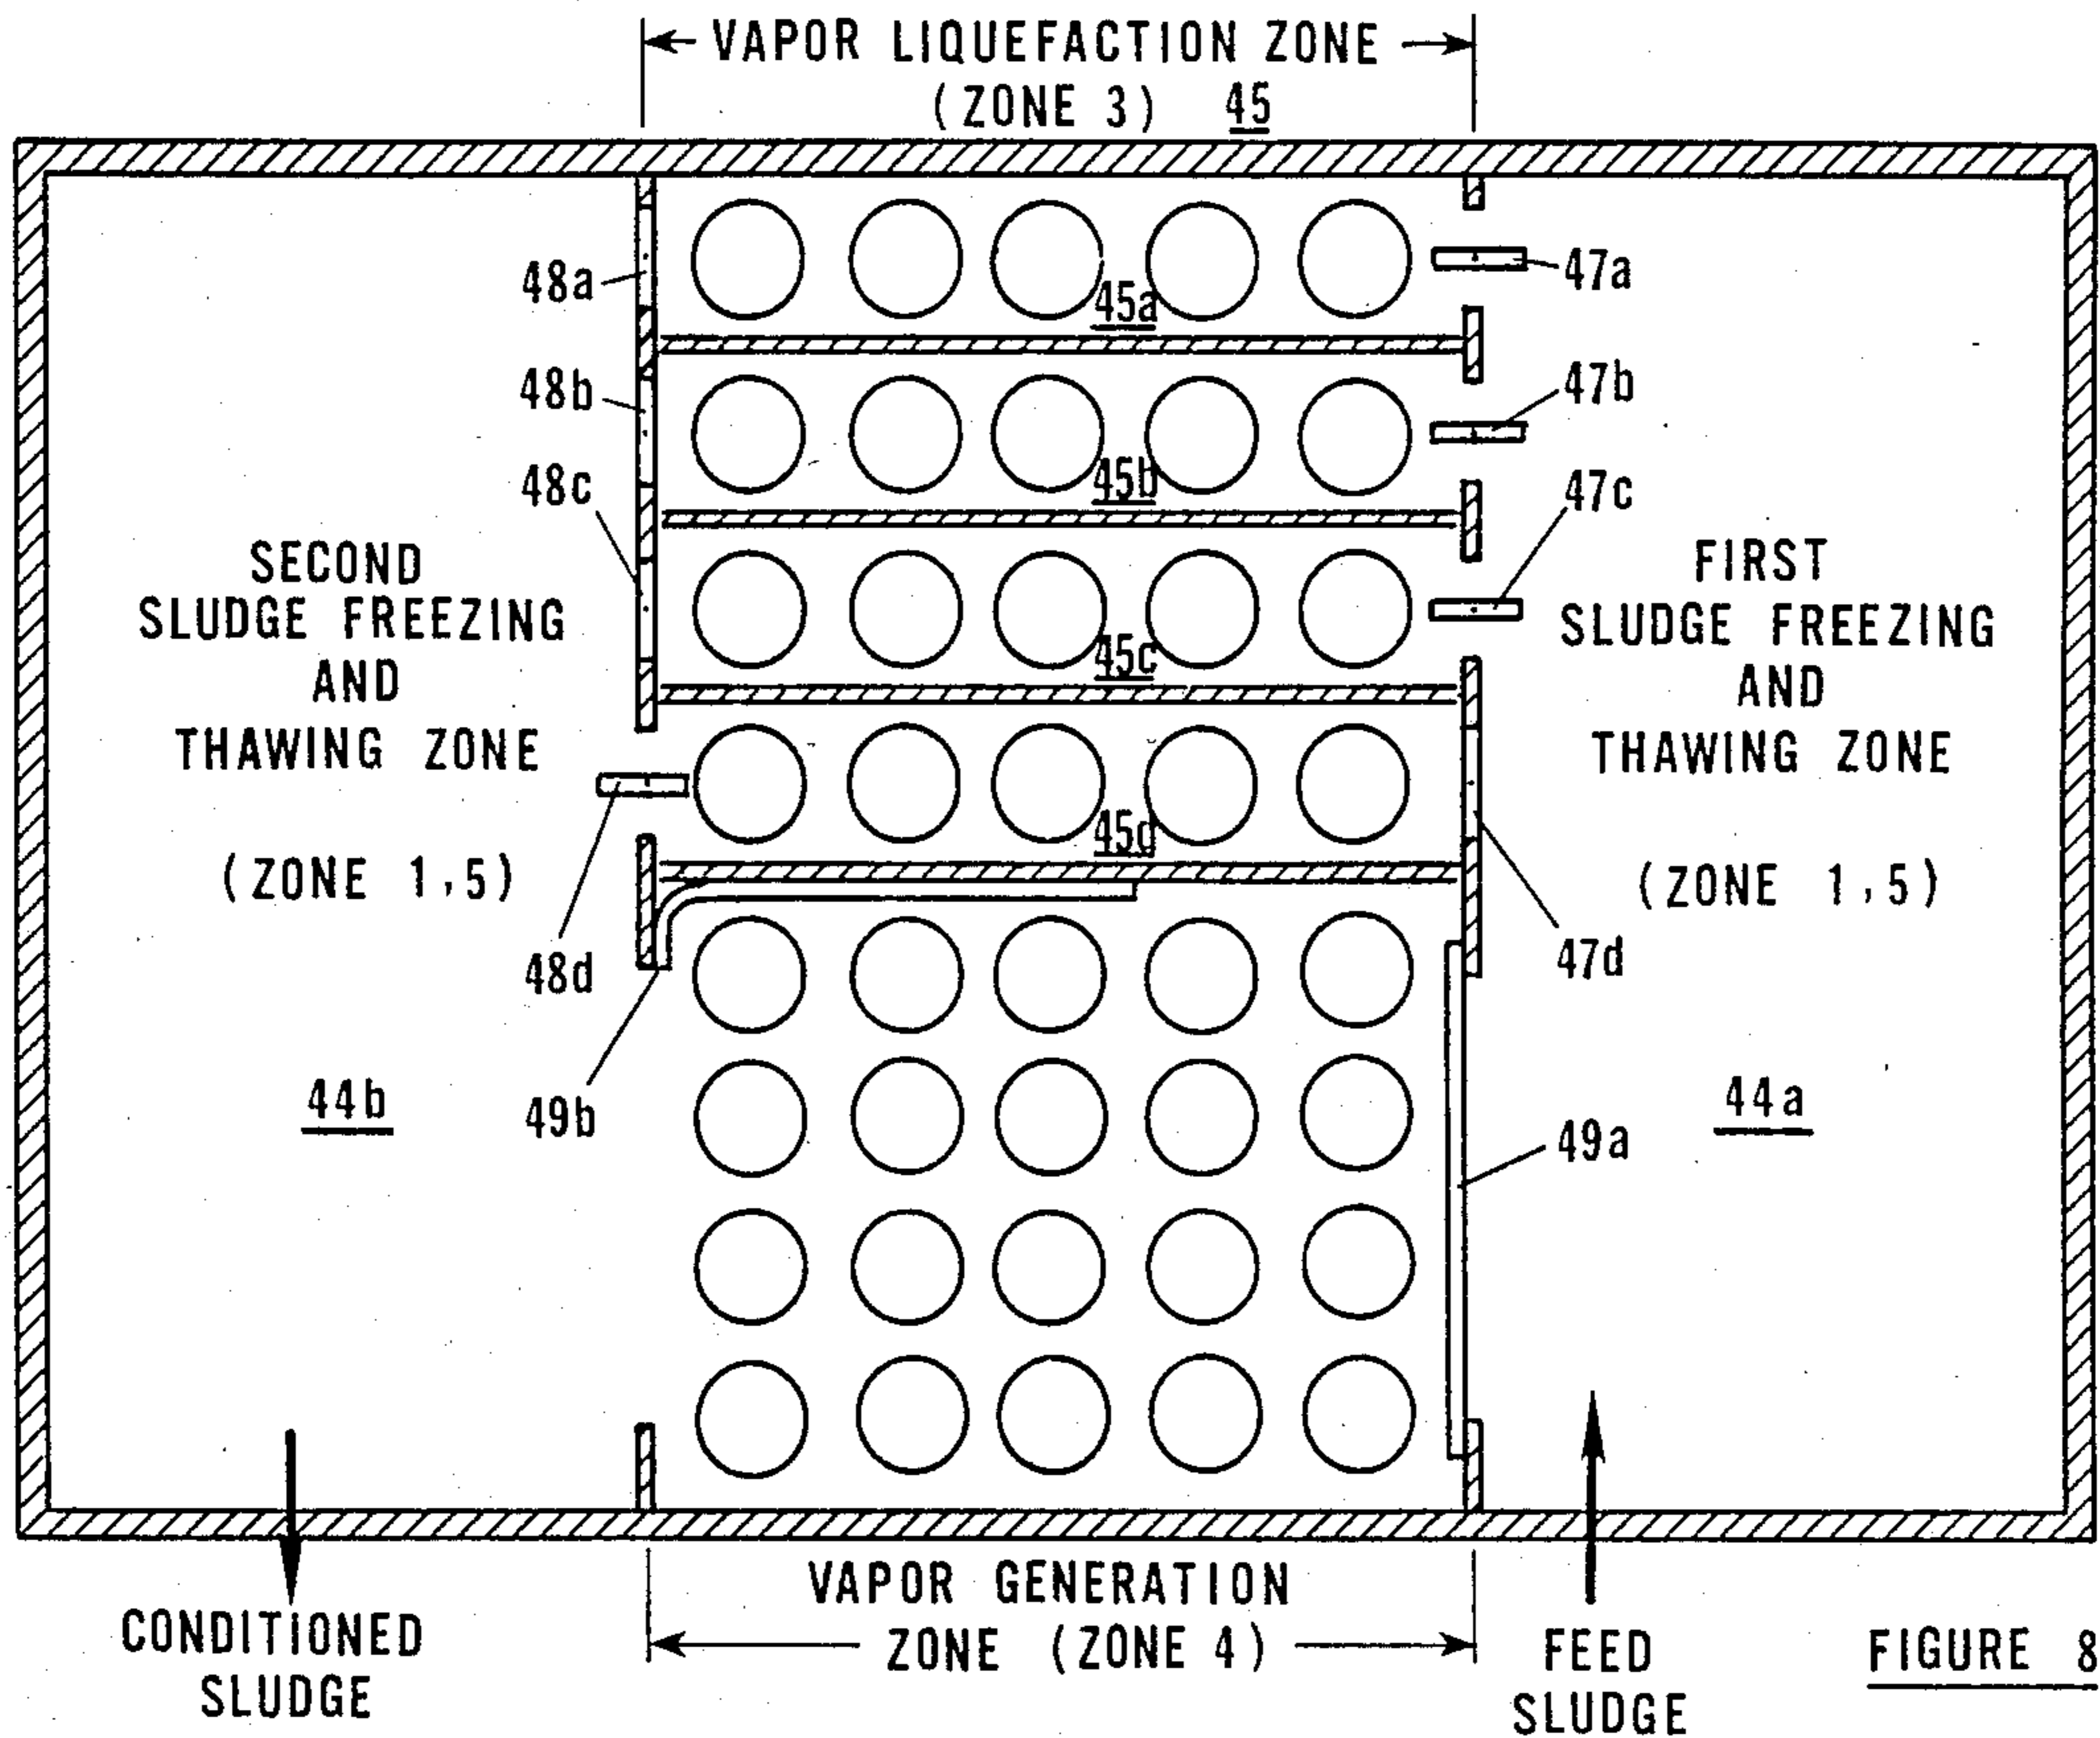 VAPOR LIQUEFACTION ZONE
(ZONE 3) 45
48a
45a
47a
48b
45b
47b
48c
45c
47c
SECOND
SLUDGE FREEZING
AND
THAWING ZONE
(ZONE 1,5)
FIRST
SLUDGE FREEZING
AND
THAWING ZONE
(ZONE 1,5)
45d
48d
47d
44b
49b
44a
49a
CONDITIONED
SLUDGE
VAPOR GENERATION
ZONE (ZONE 4)
FEED
SLUDGE
FIGURE 8